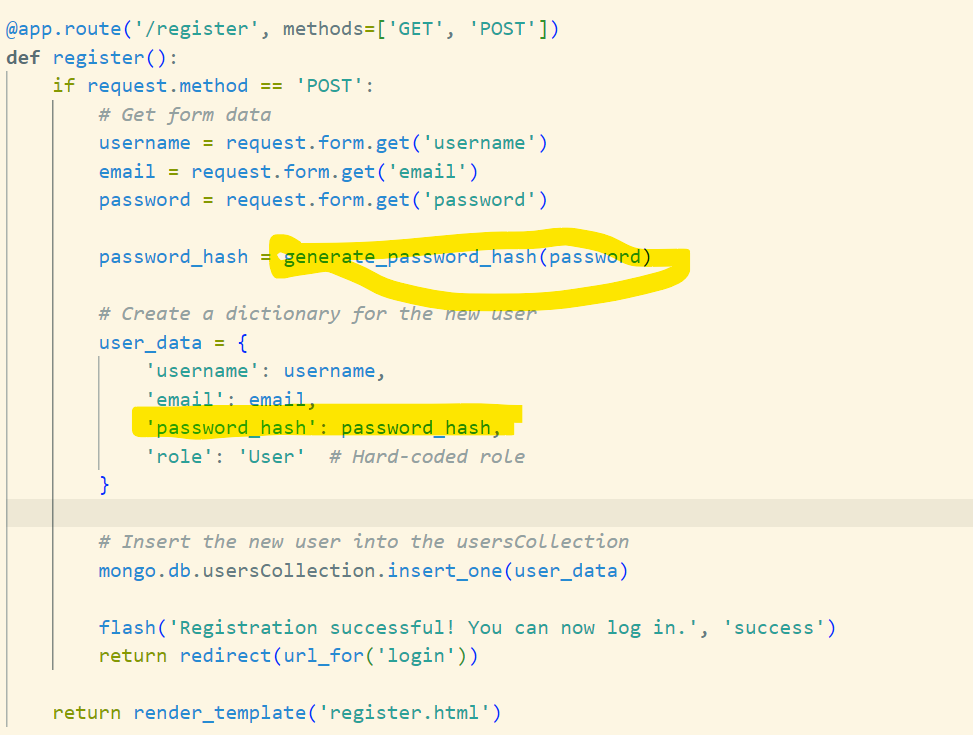 @app.route('/register', methods=['GET', 'POST'])
def register():
    if request.method == 'POST':
        # Get form data
        username = request.form.get('username')
        email = request.form.get('email')
        password = request.form.get('password')

        password_hash = generate_password_hash(password)

        # Create a dictionary for the new user
        user_data = {
            'username': username,
            'email': email,
            'password_hash': password_hash,
            'role': 'User'  # Hard-coded role
        }

        # Insert the new user into the usersCollection
        mongo.db.usersCollection.insert_one(user_data)

        flash('Registration successful! You can now log in.', 'success')
        return redirect(url_for('login'))

    return render_template('register.html')